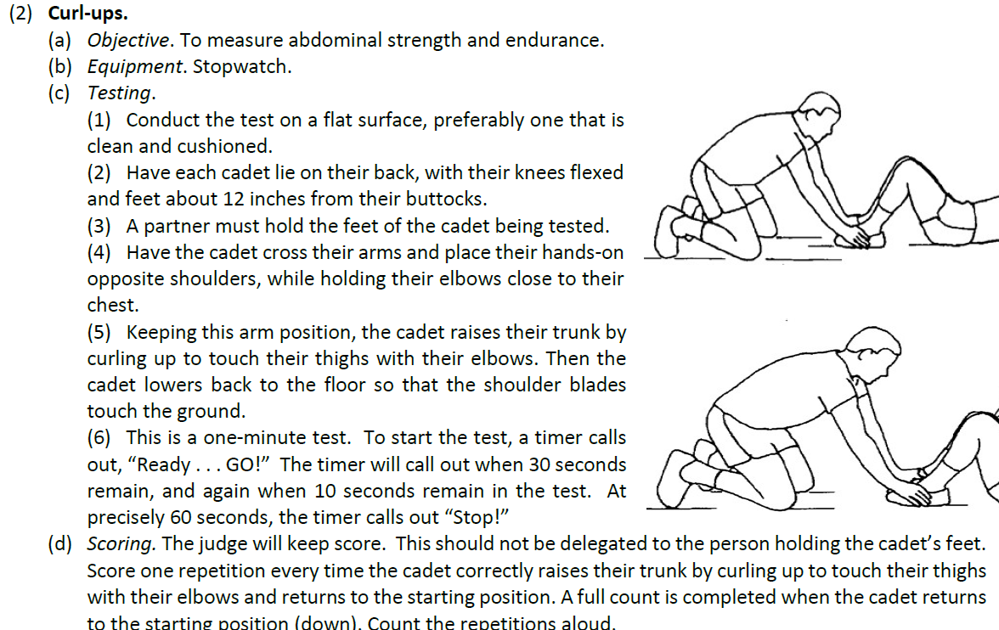 (2) Curl-ups.
(a) Objective. To measure abdominal strength and endurance.
(b) Equipment. Stopwatch.
(c) Testing.
(1) Conduct the test on a flat surface, preferably one that is
clean and cushioned.
(2) Have each cadet lie on their back, with their knees flexed
and feet about 12 inches from their buttocks.
(3) A partner must hold the feet of the cadet being tested.
(4) Have the cadet cross their arms and place their hands-on
opposite shoulders, while holding their elbows close to their
chest.
(5) Keeping this arm position, the cadet raises their trunk by
curling up to touch their thighs with their elbows. Then the
cadet lowers back to the floor so that the shoulder blades
touch the ground.
(6) This is a one-minute test. To start the test, a timer calls
out, “Ready . . . GO!” The timer will call out when 30 seconds
remain, and again when 10 seconds remain in the test. At
precisely 60 seconds, the timer calls out “Stop!”
(d) Scoring. The judge will keep score. This should not be delegated to the person holding the cadet’s feet.
Score one repetition every time the cadet correctly raises their trunk by curling up to touch their thighs
with their elbows and returns to the starting position. A full count is completed when the cadet returns
to the starting position (down). Count the repetitions aloud.